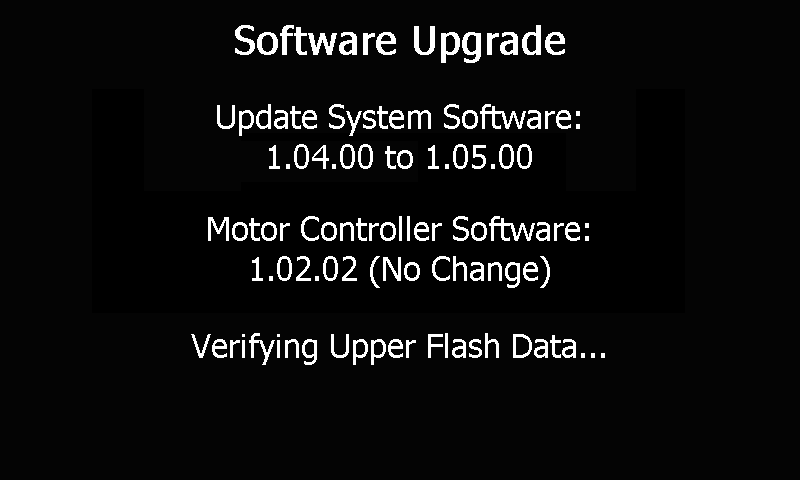 Software Upgrade
Update System Software:
1.04.00 to 1.05.00
Motor Controller Software:
1.02.02 (No Change)
Verifying Upper Flash Data...